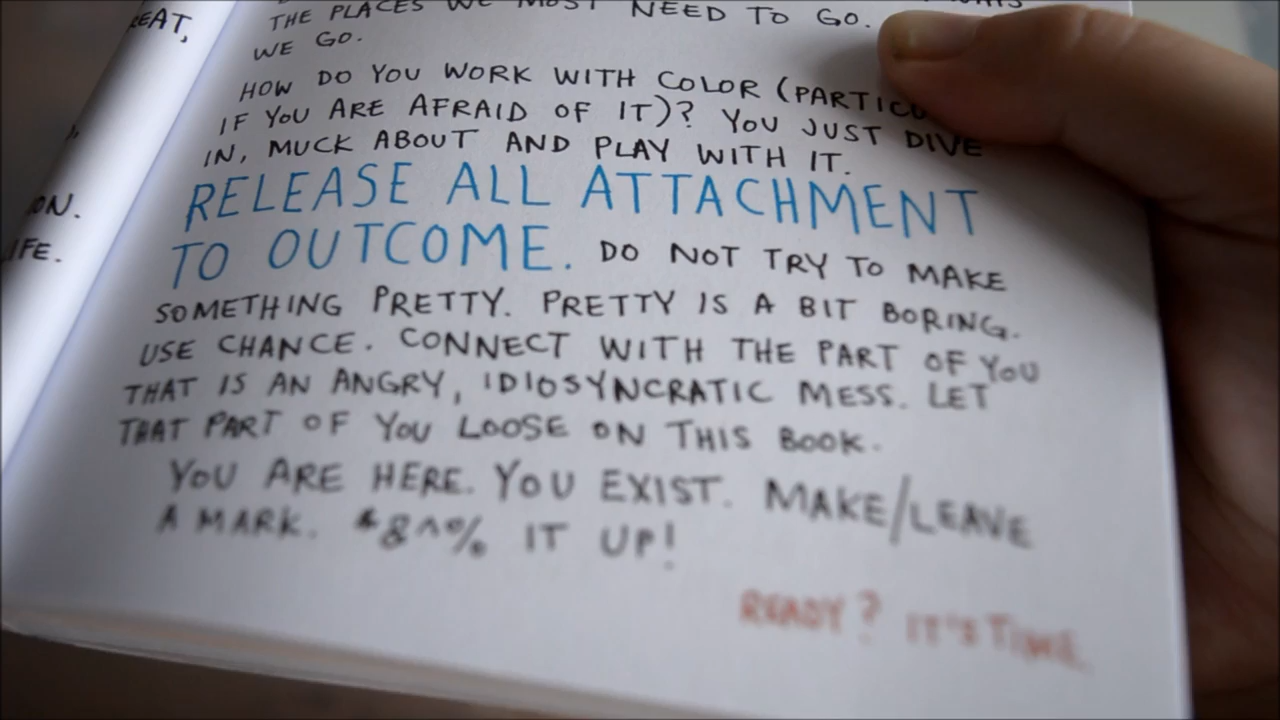 EAT,
ON.
IFE.
THE PLACES WE MOST NEED TO GO.
WE GO.
HOW DO YOU WORK WITH COLOR (PARTICU
IF YOU ARE AFRAID OF IT)? YOU JUST DIVE
IN, MUCK ABOUT AND PLAY WITH IT.
RELEASE ALL ATTACHMENT
TO OUTCOME. DO NOT TRY TO MAKE
SOMETHING PRETTY. PRETTY IS A BIT BORING.
USE CHANCE. CONNECT WITH THE PART OF YOU
THAT IS AN ANGRY, IDIOSYNCRATIC MESS. LET
THAT PART OF YOU LOOSE ON THIS BOOK.
YOU ARE HERE. YOU EXIST. MAKE/LEAVE
A MARK. *&^% IT UP!
READY? IT'S TIME.